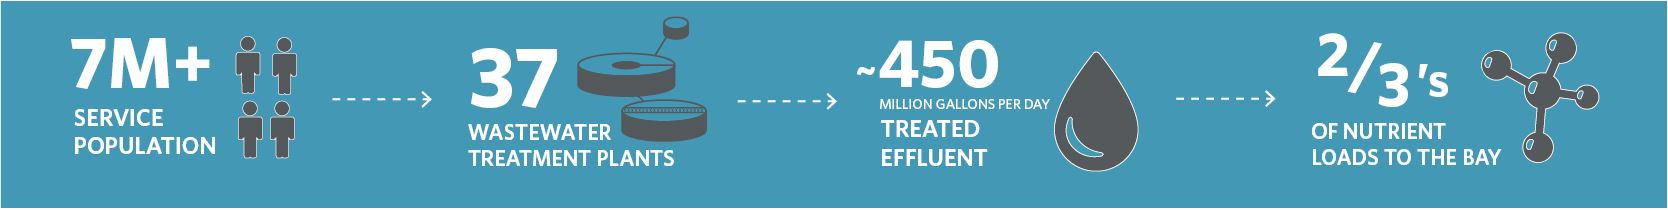 7M+
SERVICE
POPULATION
37
WASTEWATER
TREATMENT PLANTS
~450
MILLION GALLONS PER DAY
TREATED
EFFLUENT
2/3's
OF NUTRIENT
LOADS TO THE BAY